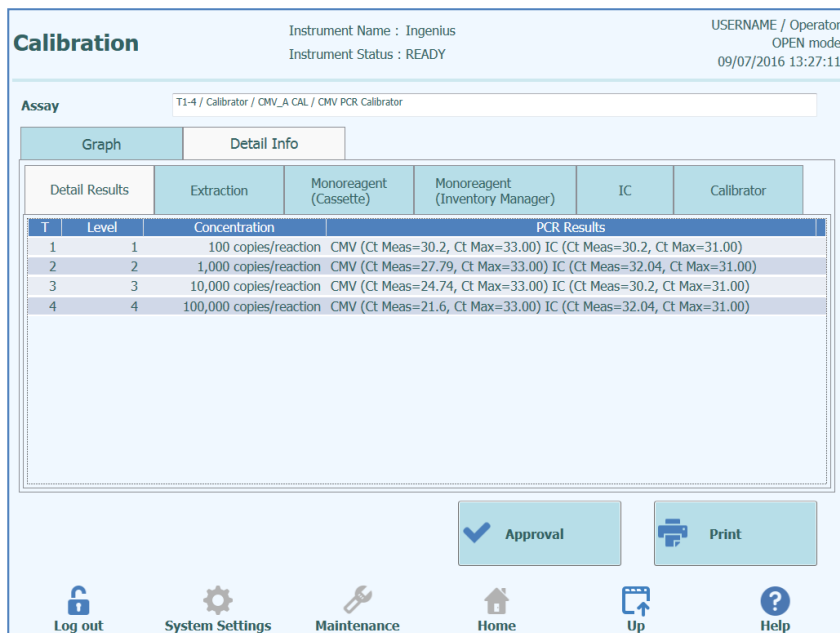 Calibration
Instrument Name : Ingenius
Instrument Status : READY
USERNAME / Operator
OPEN mode
09/07/2016 13:27:11
Assay
T1-4 / Calibrator / CMV_A CAL / CMV PCR Calibrator
Graph Detail Info
Detail Results Extraction Monoreagent (Cassette) Monoreagent (Inventory Manager) IC Calibrator
T Level Concentration PCR Results
1 1 100 copies/reaction CMV (Ct Meas=30.2, Ct Max=33.00) IC (Ct Meas=30.2, Ct Max=31.00)
2 2 1,000 copies/reaction CMV (Ct Meas=27.79, Ct Max=33.00) IC (Ct Meas=32.04, Ct Max=31.00)
3 3 10,000 copies/reaction CMV (Ct Meas=24.74, Ct Max=33.00) IC (Ct Meas=30.2, Ct Max=31.00)
4 4 100,000 copies/reaction CMV (Ct Meas=21.6, Ct Max=33.00) IC (Ct Meas=32.04, Ct Max=31.00)
Approval Print
Log out System Settings Maintenance Home Up Help